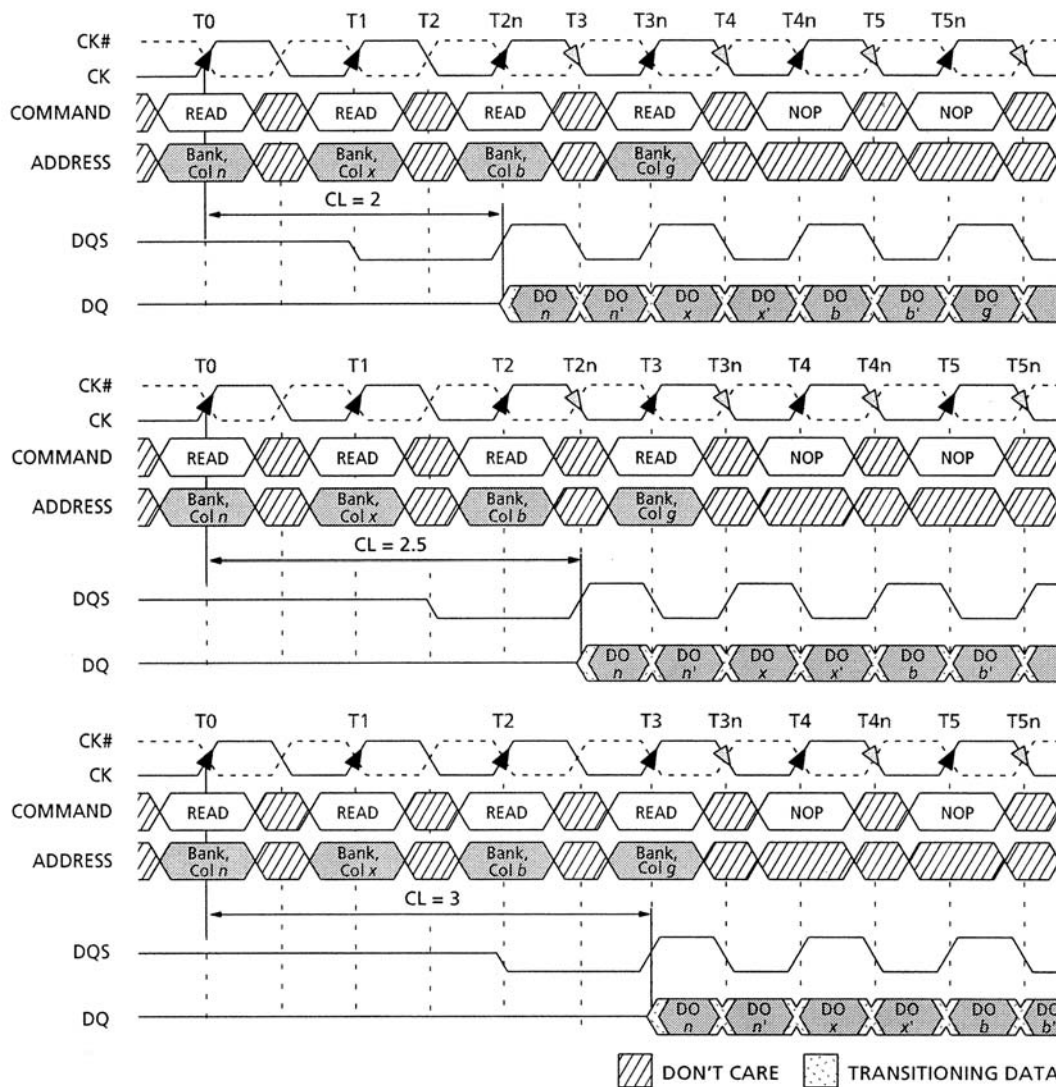 T0 T1 T2 T2n T3 T3n T4 T4n T5 T5n
CK#
CK
COMMAND READ READ READ READ NOP NOP
ADDRESS Bank, Col n Bank, Col x Bank, Col b Bank, Col g
CL = 2
DQS
DQ DO n DO n' DO x DO x' DO b DO b' DO g
T0 T1 T2 T2n T3 T3n T4 T4n T5 T5n
CK#
CK
COMMAND READ READ READ READ NOP NOP
ADDRESS Bank, Col n Bank, Col x Bank, Col b Bank, Col g
CL = 2.5
DQS
DQ DO n DO n' DO x DO x' DO b DO b'
T0 T1 T2 T3 T3n T4 T4n T5 T5n
CK#
CK
COMMAND READ READ READ READ NOP NOP
ADDRESS Bank, Col n Bank, Col x Bank, Col b Bank, Col g
CL = 3
DQS
DQ DO n DO n' DO x DO x' DO b DO b'
DON'T CARE TRANSITIONING DATA